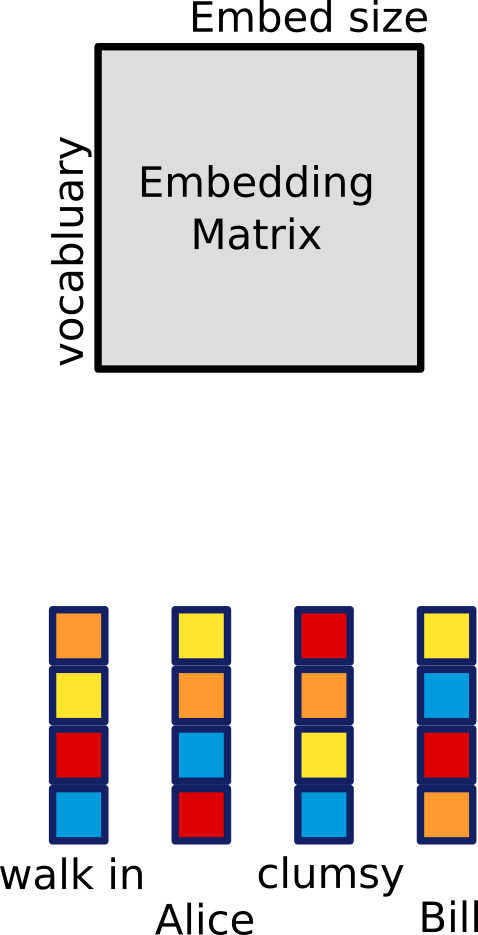 Embed size
vocabluary
Embedding
Matrix
walk in
clumsy
Alice
Bill